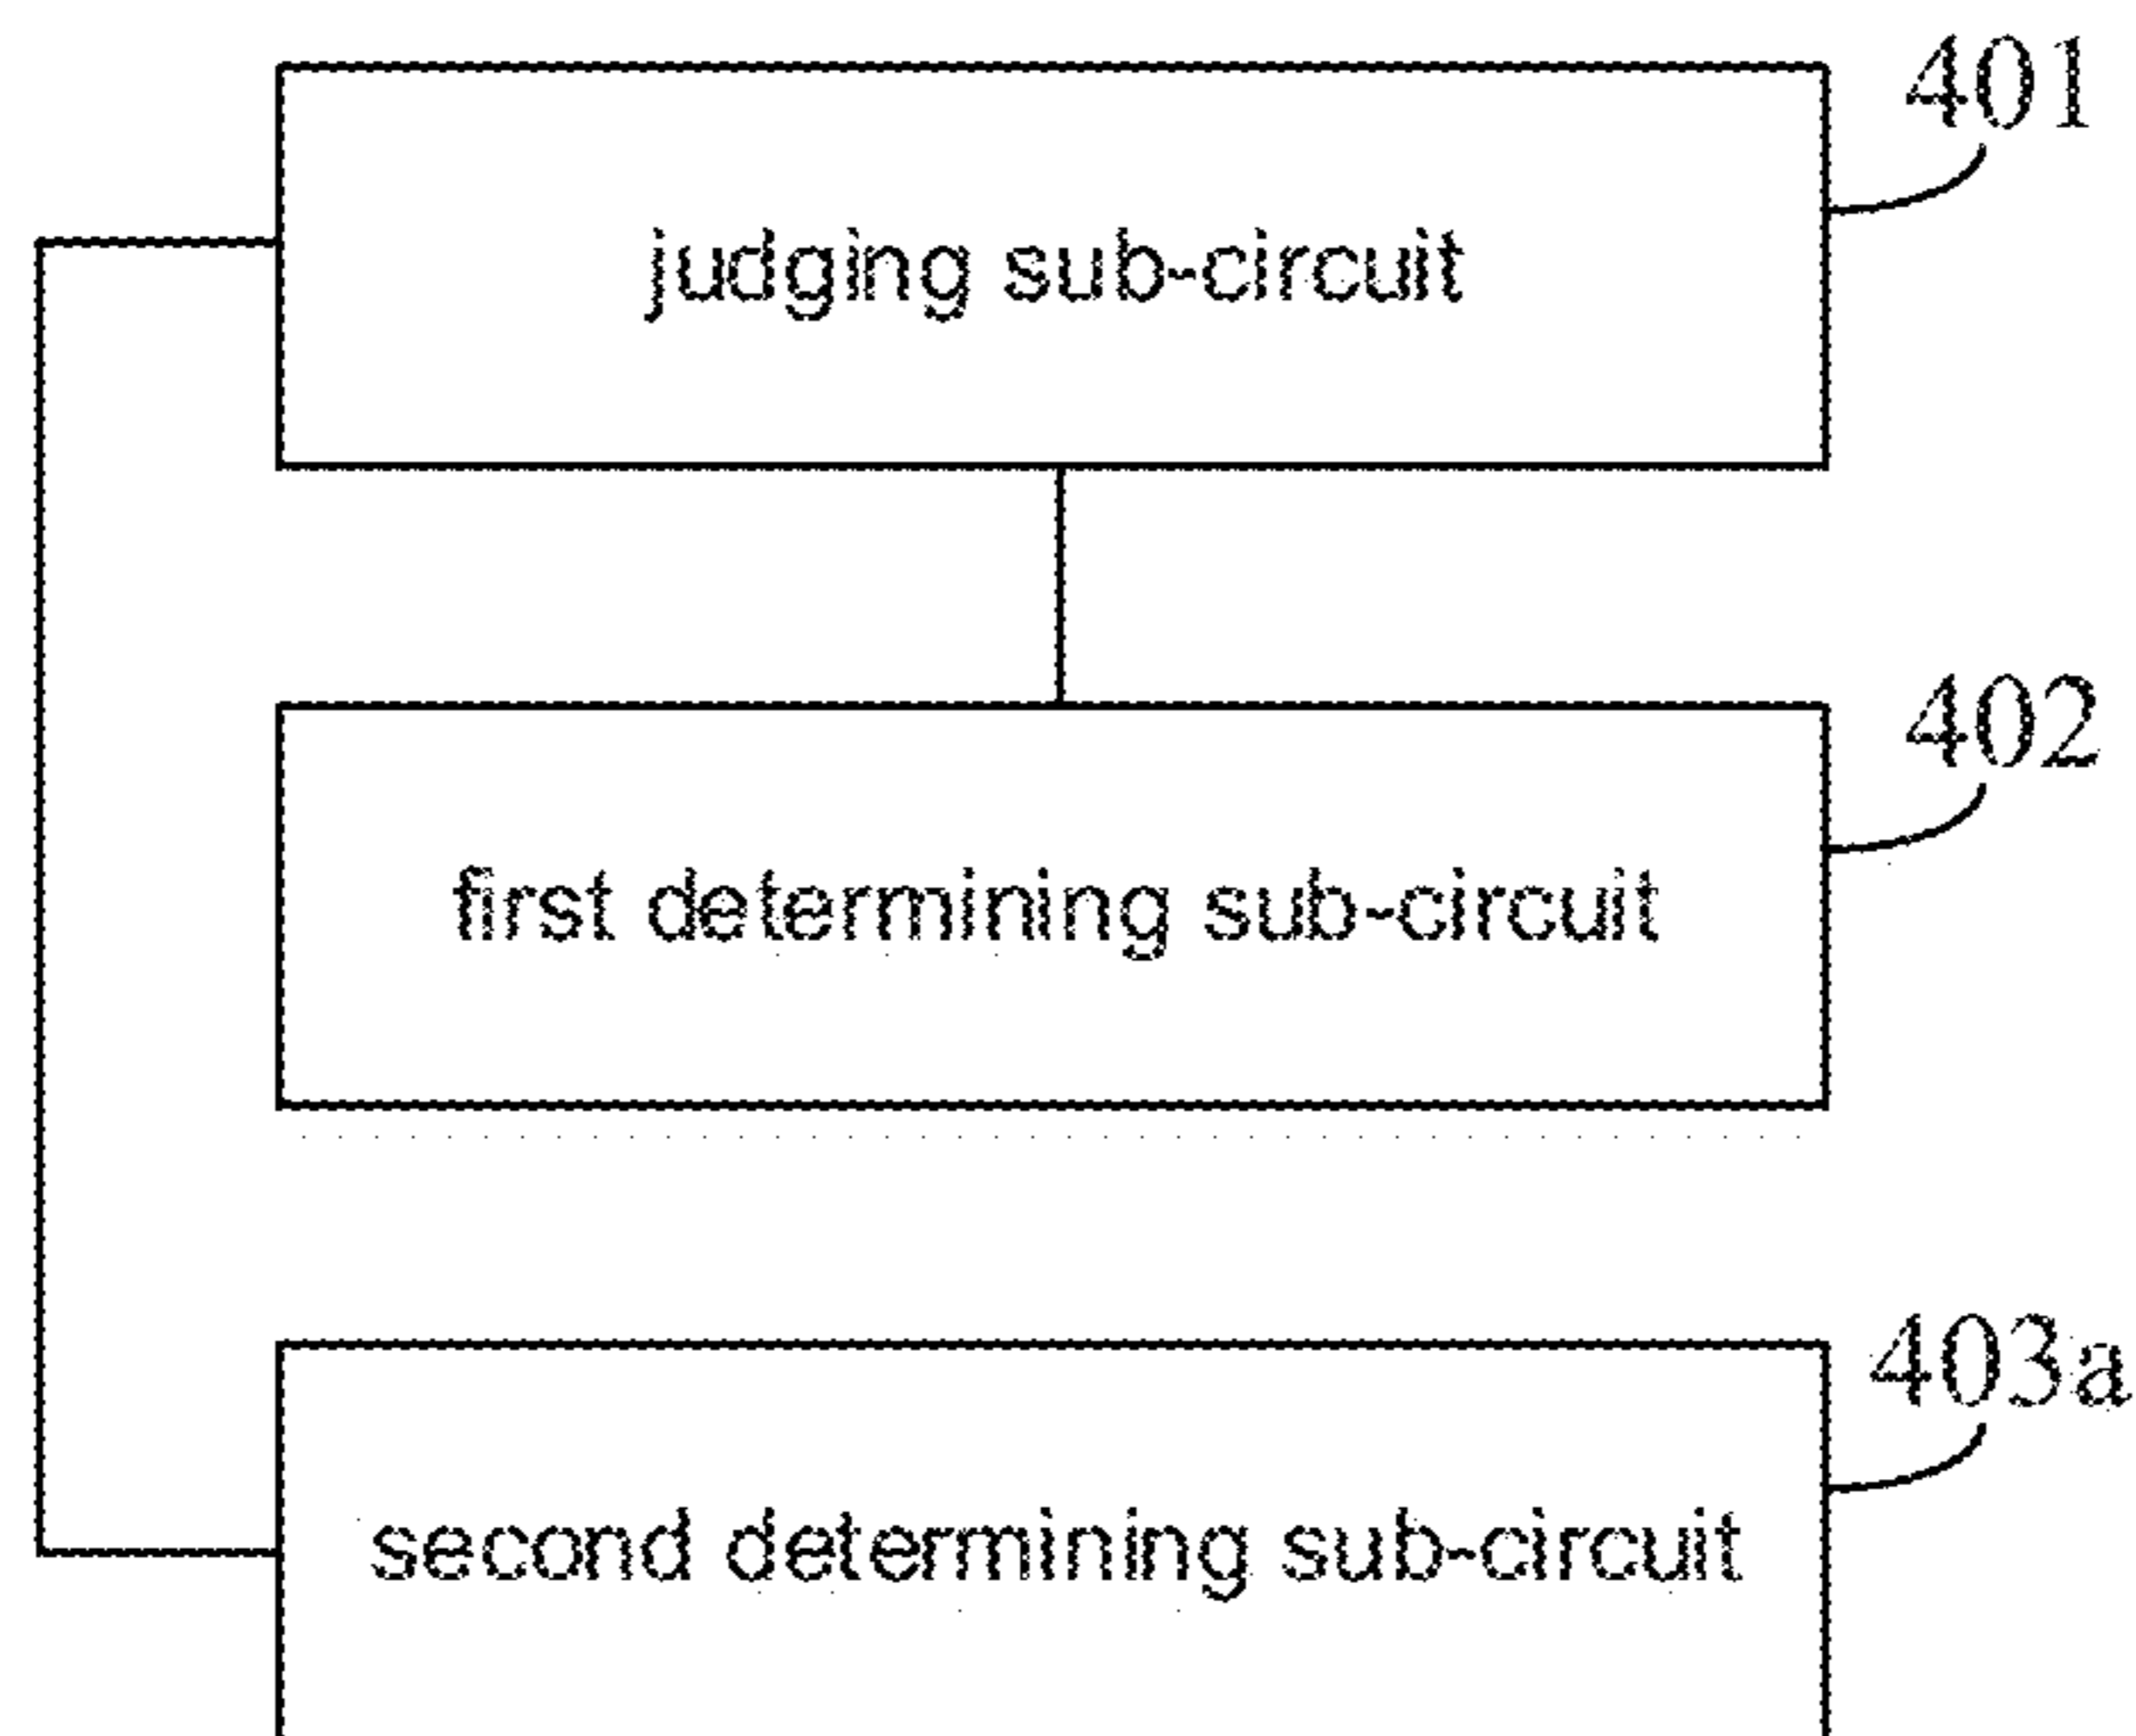 401
judging sub-circuit
402
first determining sub-circuit
403a
second determining sub-circuit